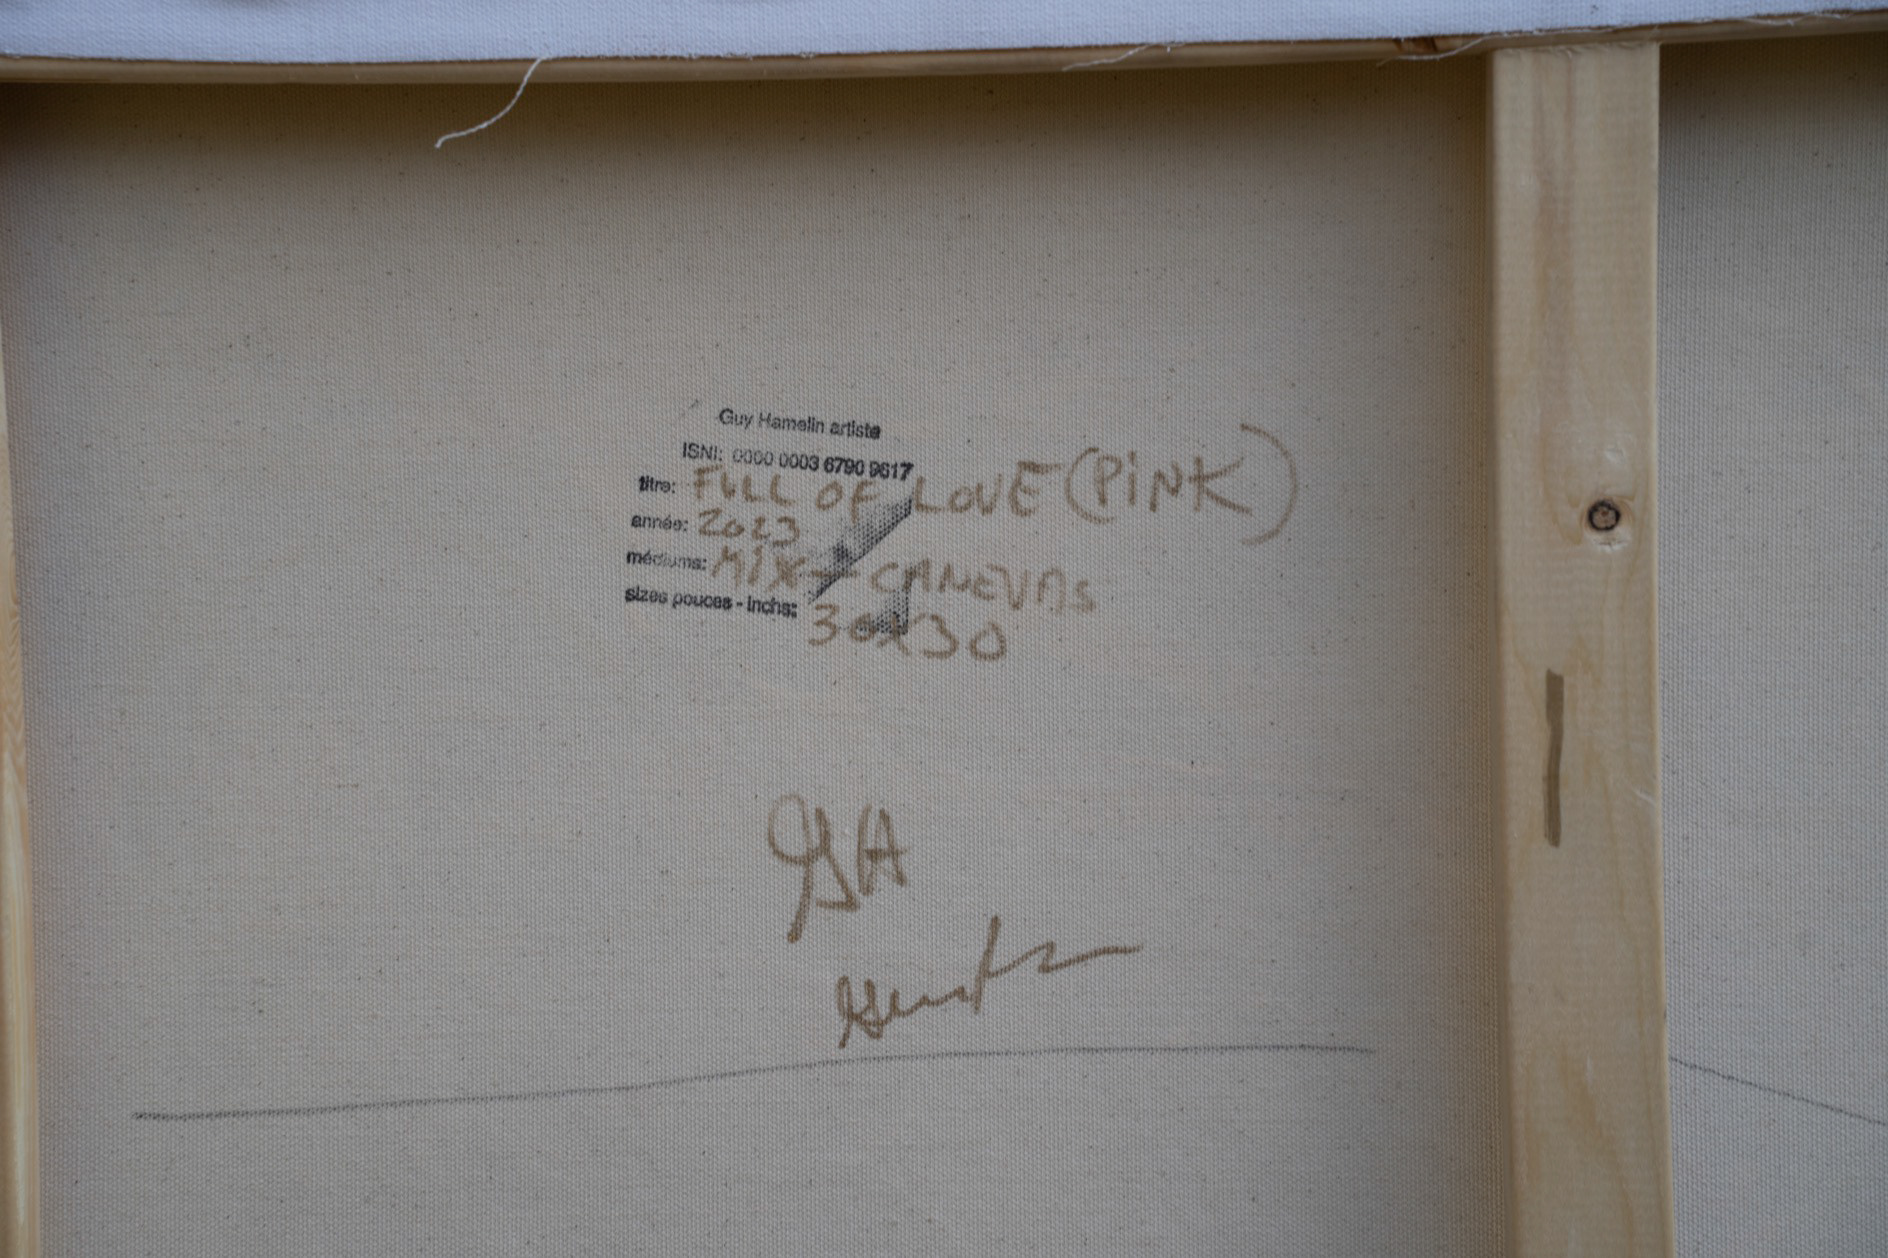 Guy Hamelin artiste
ISNI: 0000 0003 6790 9617
titre: FULL OF LOVE (PiNK)
année: 2023
médiums: MiX + CANEVAS
sizes pouces - inchs: 30x30
GH